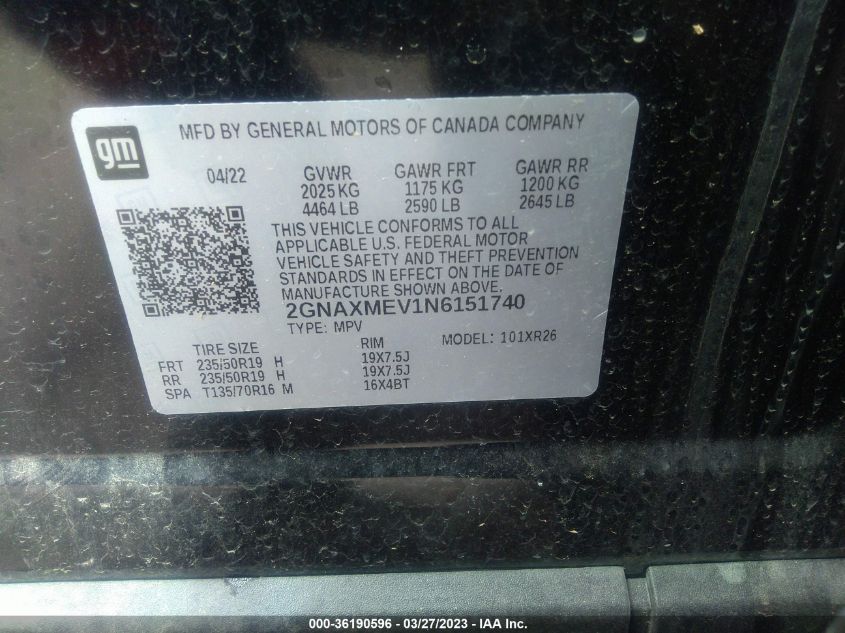 MFD BY GENERAL MOTORS OF CANADA COMPANY
gm
04/22 GVWR GAWR FRT GAWR RR
2025 KG 1175 KG 1200 KG
4464 LB 2590 LB 2645 LB
THIS VEHICLE CONFORMS TO ALL
APPLICABLE U.S. FEDERAL MOTOR
VEHICLE SAFETY AND THEFT PREVENTION
STANDARDS IN EFFECT ON THE DATE OF
MANUFACTURE SHOWN ABOVE.
2GNAXMEV1N6151740
TYPE: MPV MODEL: 101XR26
TIRE SIZE RIM
FRT 235/50R19 H 19X7.5J
RR 235/50R19 H 19X7.5J
SPA T135/70R16 M 16X4BT
000-36190596 - 03/27/2023 - IAA Inc.